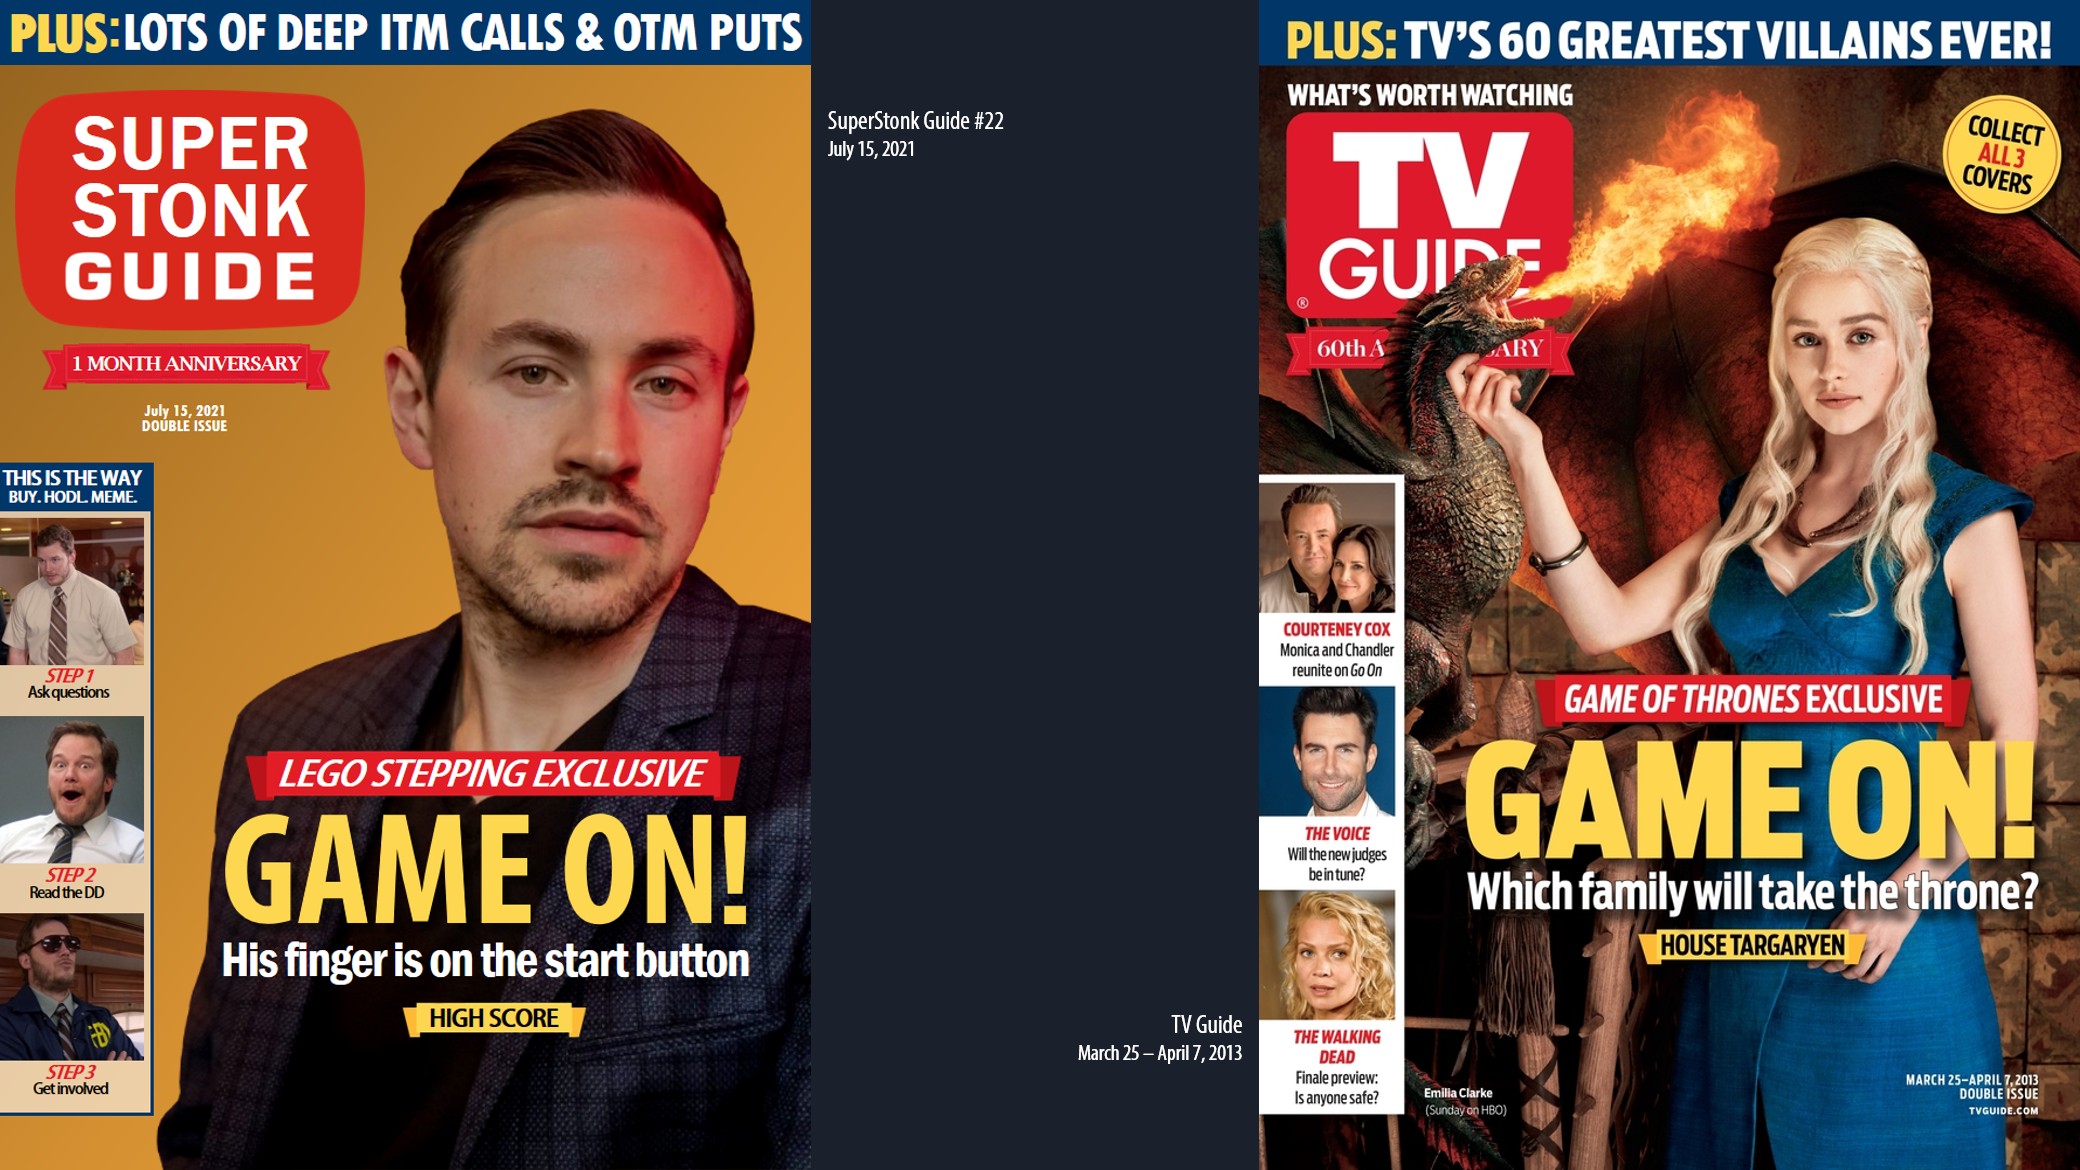 PLUS: LOTS OF DEEP ITM CALLS & OTM PUTS
SUPER
STONK
GUIDE
1 MONTH ANNIVERSARY
July 15, 2021
DOUBLE ISSUE
THIS IS THE WAY
BUY. HODL. MEME.
STEP 1
Ask questions
STEP 2
Read the DD
STEP 3
Get involved
LEGO STEPPING EXCLUSIVE
GAME ON!
His finger is on the start button
HIGH SCORE
SuperStonk Guide #22
July 15, 2021
TV Guide
March 25 – April 7, 2013
PLUS: TV'S 60 GREATEST VILLAINS EVER!
WHAT'S WORTH WATCHING
TV
GUIDE
®
60th A ARY
COLLECT
ALL 3
COVERS
COURTENEY COX
Monica and Chandler
reunite on Go On
THE VOICE
Will the new judges
be in tune?
THE WALKING
DEAD
Finale preview:
Is anyone safe?
GAME OF THRONES EXCLUSIVE
GAME ON!
Which family will take the throne?
HOUSE TARGARYEN
Emilia Clarke
(Sunday on HBO)
MARCH 25–APRIL 7, 2013
DOUBLE ISSUE
TVGUIDE.COM